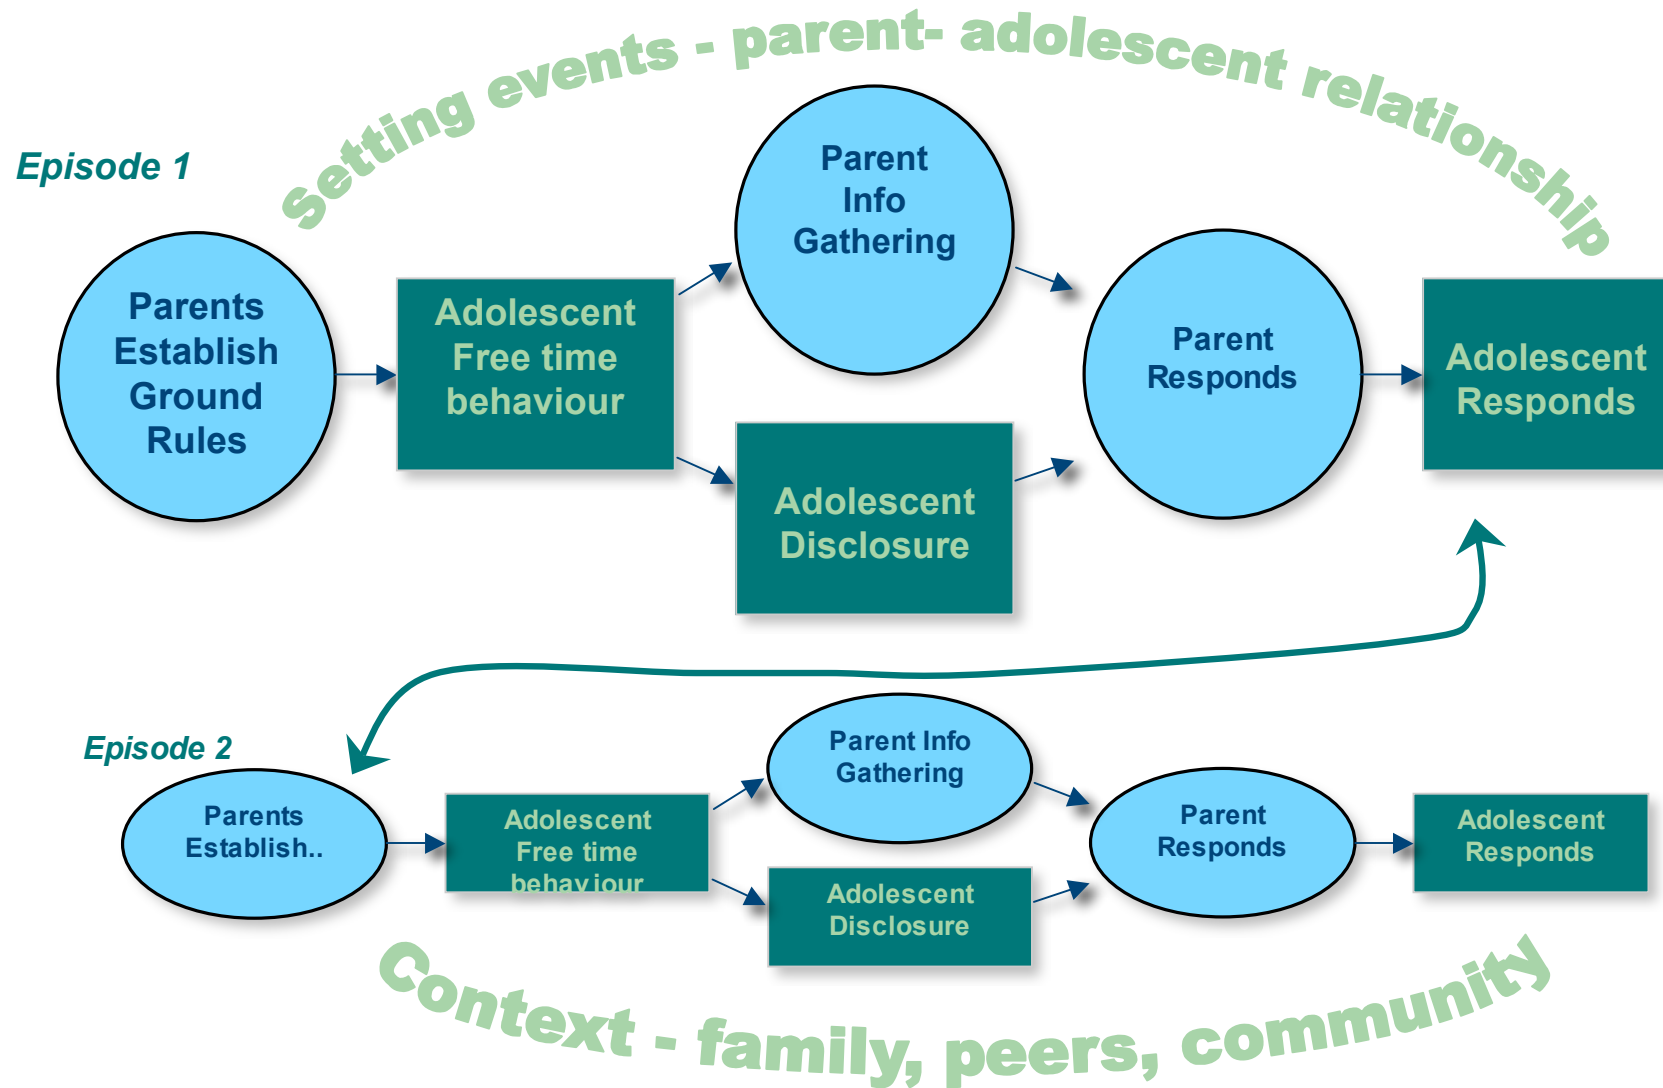 Setting events - parent- adolescent relationship
Episode 1
Parents
Establish
Ground
Rules
Adolescent
Free time
behaviour
Parent
Info
Gathering
Adolescent
Disclosure
Parent
Responds
Adolescent
Responds
Episode 2
Parents
Establish..
Adolescent
Free time
behaviour
Parent Info
Gathering
Adolescent
Disclosure
Parent
Responds
Adolescent
Responds
Context - family, peers, community